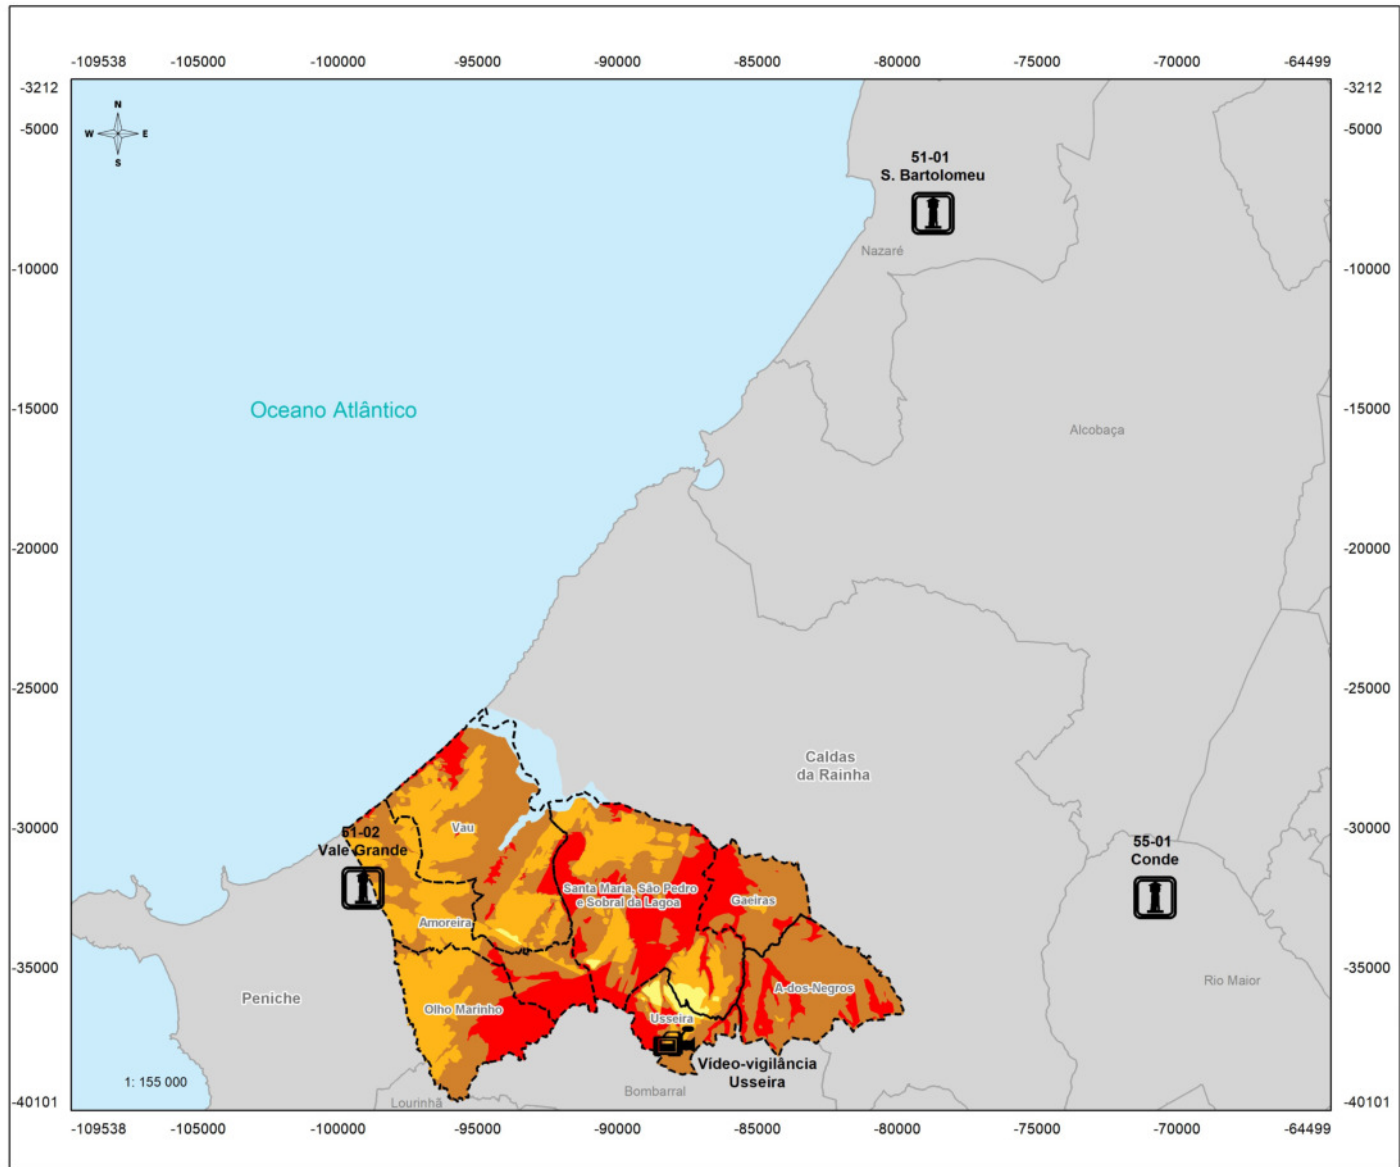 -109538 -105000 -100000 -95000 -90000 -85000 -80000 -75000 -70000 -64499
-3212 -3212
N
-5000 -5000
W E
S
51-01
S. Bartolomeu
Nazaré
-10000 -10000
-15000 -15000
Oceano Atlântico
Alcobaça
-20000 -20000
-25000 -25000
Caldas
da Rainha
-30000 -30000
51-02
Vau
Vale Grande
55-01
Conde
Santa Maria, São Pedro
e Sobral da Lagoa
Gaeiras
Amoreira
-35000 -35000
Rio Maior
A-dos-Negros
Peniche
Olho Marinho
Usseira
Vídeo-vigilância
Usseira
1: 155 000
Bombarral
Lourinhã
-40101 -40101
-109538 -105000 -100000 -95000 -90000 -85000 -80000 -75000 -70000 -64499